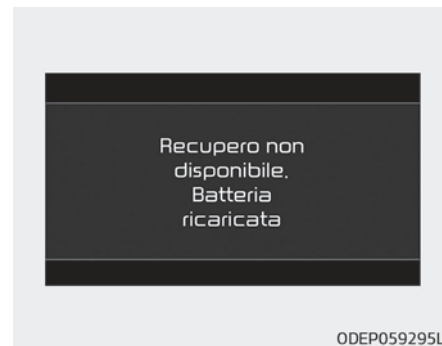 Recupero non
disponibile,
Batteria
ricaricata
ODEP059295L